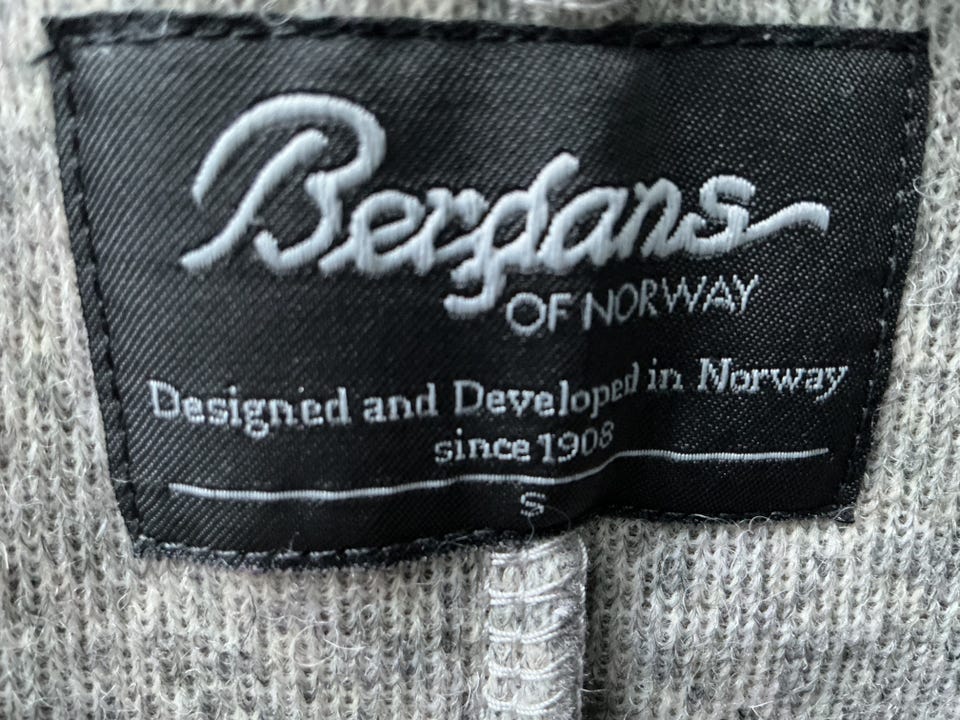 Bergans
OF NORWAY
Designed and Developed in Norway
since 1908
S